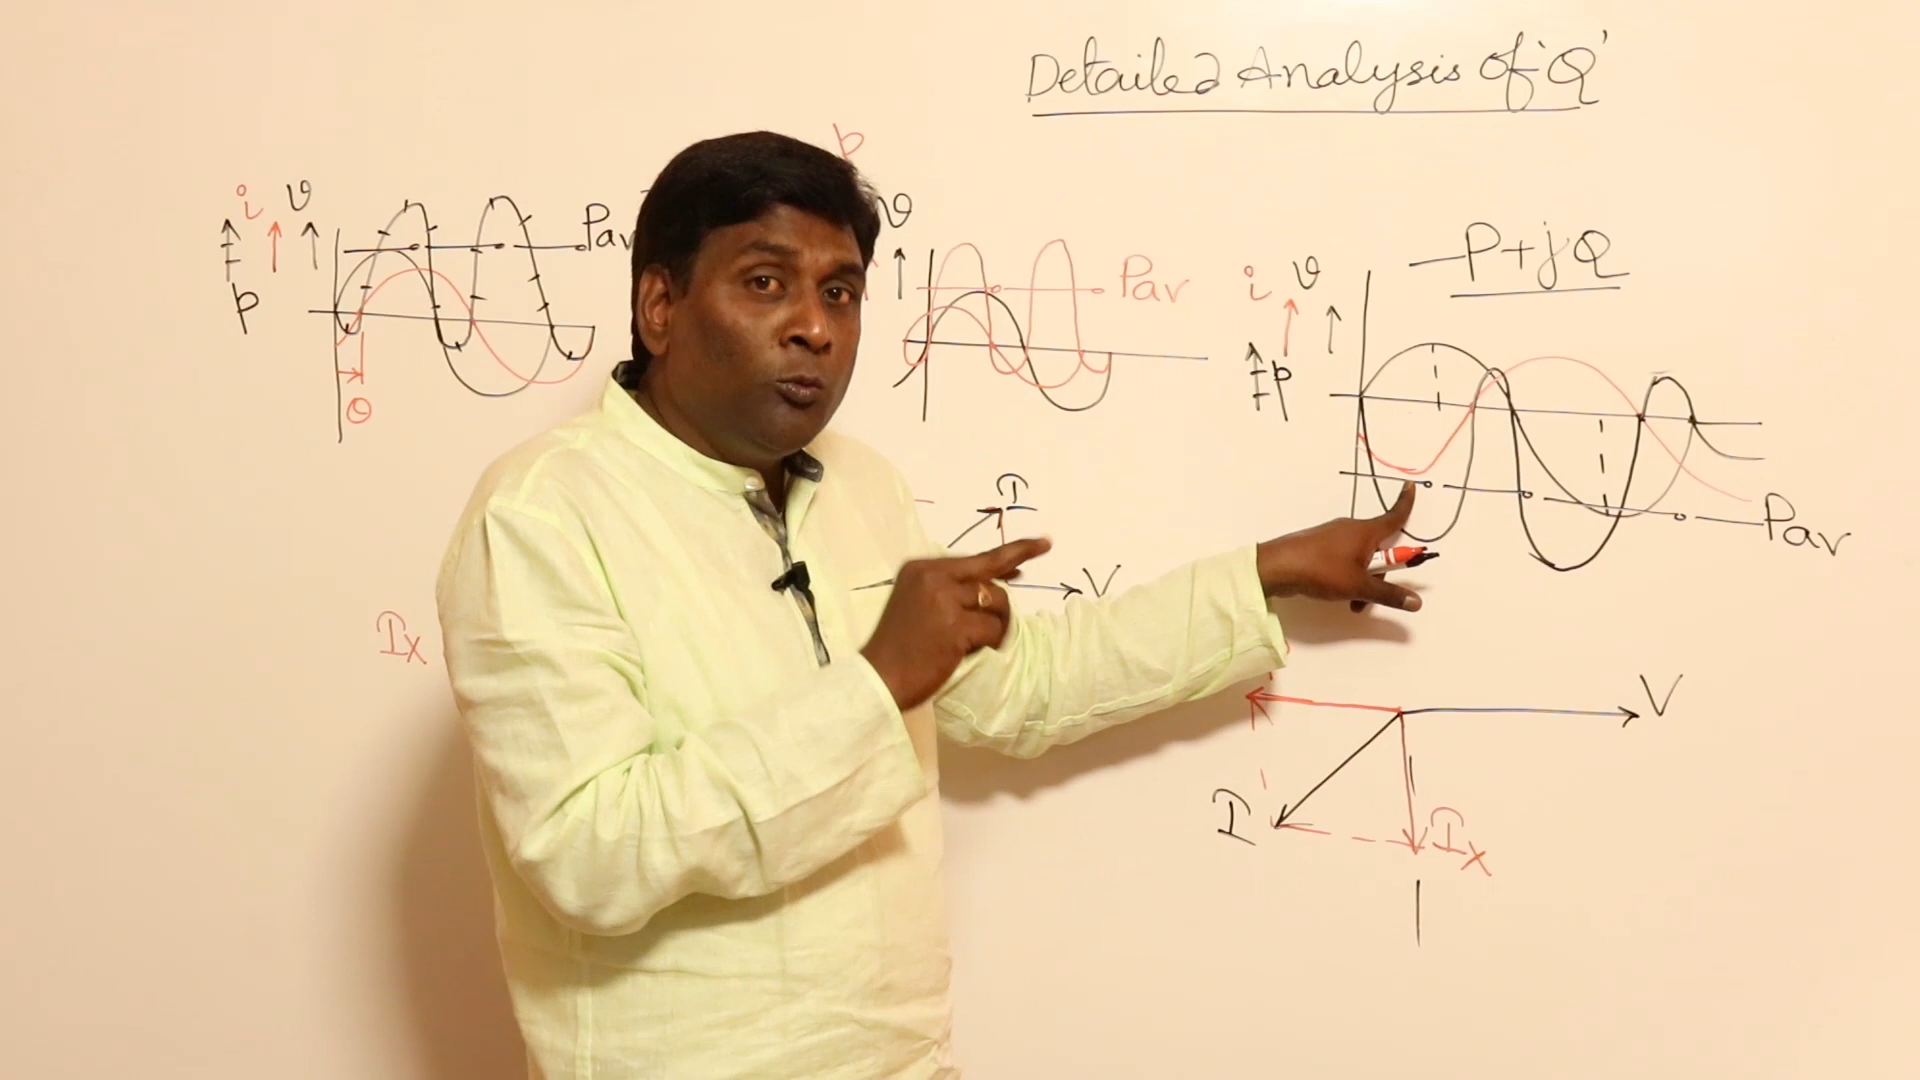 Detailed Analysis of 'Q'
i v
p
Pav
θ
p
v
Pav
-P+jQ
i v
p
Pav
I
V
Ix
V
I
Ix